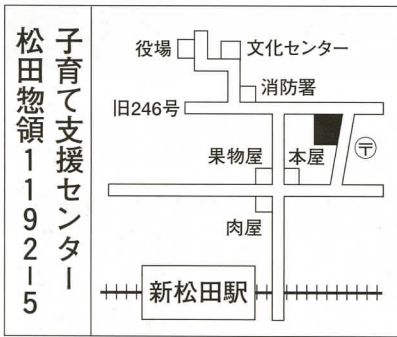 子育て支援センター
松田惣領1192-5
役場
文化センター
消防署
旧246号
果物屋
本屋
〒
肉屋
新松田駅